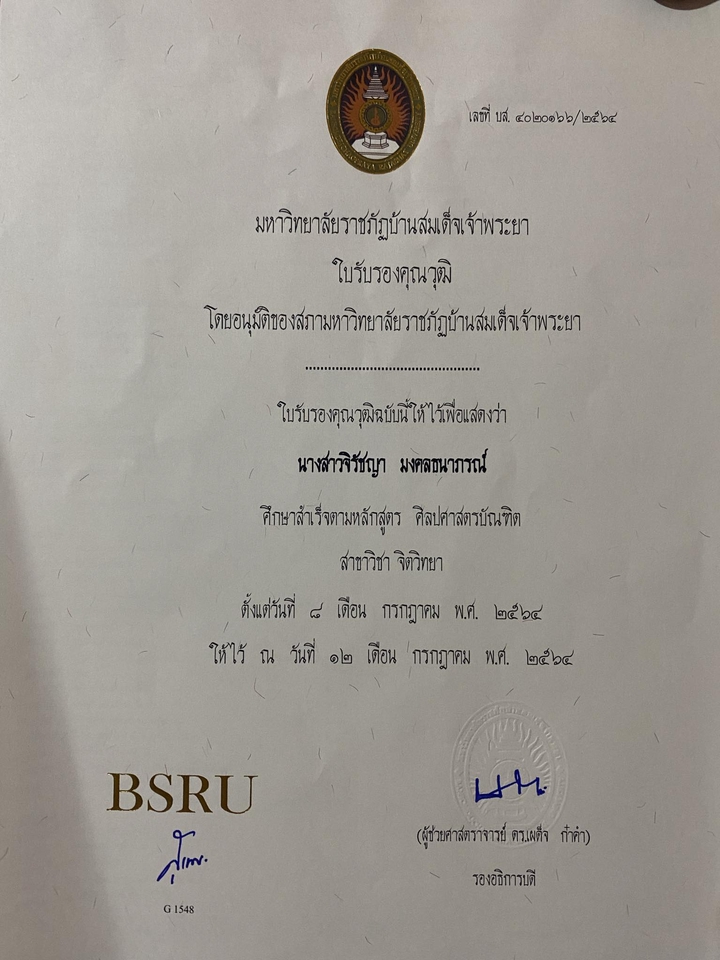 เลขที่ บส. ๔๐๒๐๑๖๖/๒๕๖๔
มหาวิทยาลัยราชภัฏบ้านสมเด็จเจ้าพระยา
ใบรับรองคุณวุฒิ
โดยอนุมัติของสภามหาวิทยาลัยราชภัฏบ้านสมเด็จเจ้าพระยา
................................................
ใบรับรองคุณวุฒิฉบับนี้ให้ไว้เพื่อแสดงว่า
นางสาวจิรัชญา มงคลธนาภรณ์
ศึกษาสำเร็จตามหลักสูตร ศิลปศาสตรบัณฑิต
สาขาวิชา จิตวิทยา
ตั้งแต่วันที่ ๘ เดือน กรกฎาคม พ.ศ. ๒๕๖๔
ให้ไว้ ณ วันที่ ๑๒ เดือน กรกฎาคม พ.ศ. ๒๕๖๔
BSRU
(ผู้ช่วยศาสตราจารย์ ดร.เผด็จ ก๋าคำ)
รองอธิการบดี
G 1548